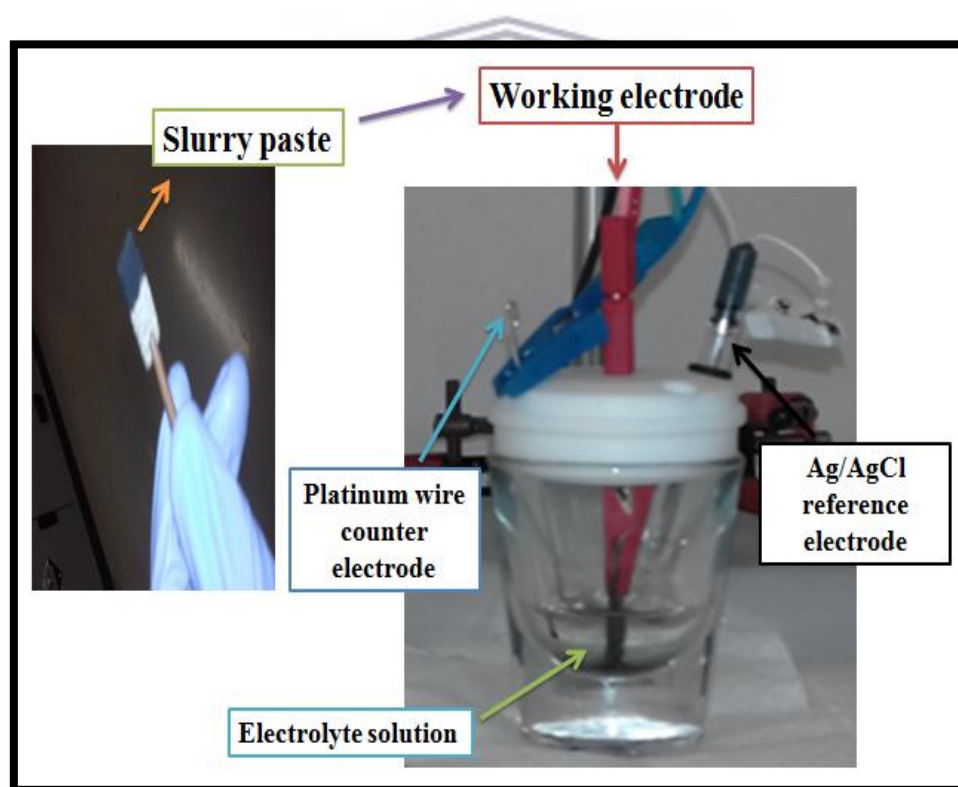 Working electrode
Slurry paste
Platinum wire
counter
electrode
Ag/AgCl
reference
electrode
Electrolyte solution